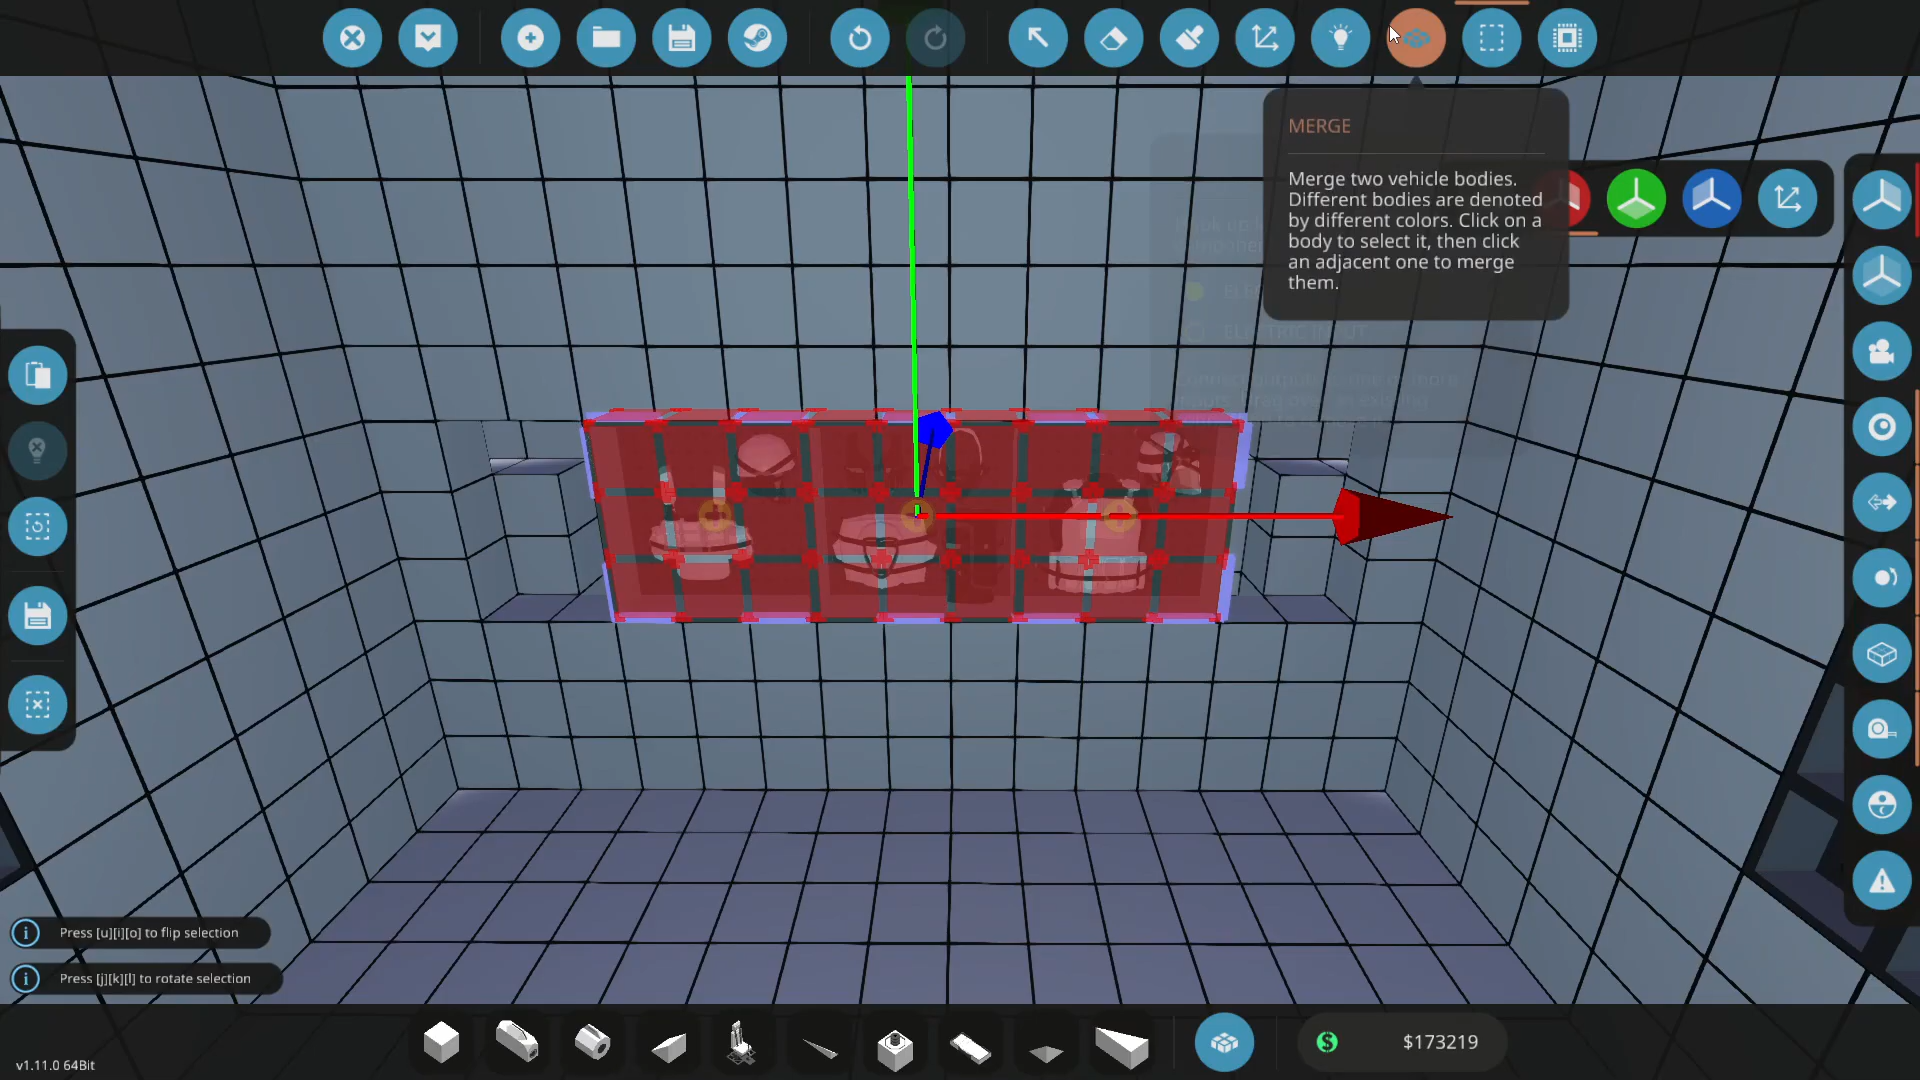 MERGE
Merge two vehicle bodies.
Different bodies are denoted
by different colors. Click on a
body to select it, then click
an adjacent one to merge
them.
ELECTRIC INPUT
Press [u][i][o] to flip selection
Press [j][k][l] to rotate selection
$173219
v1.11.0 64Bit